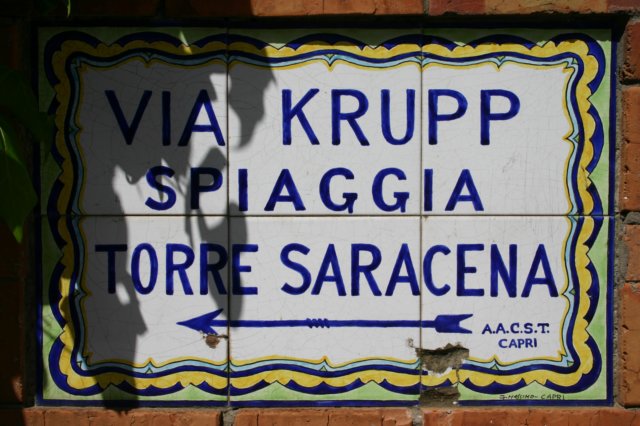 VIA KRUPP
SPIAGGIA
TORRE SARACENA
A.A.C.S.T.
CAPRI